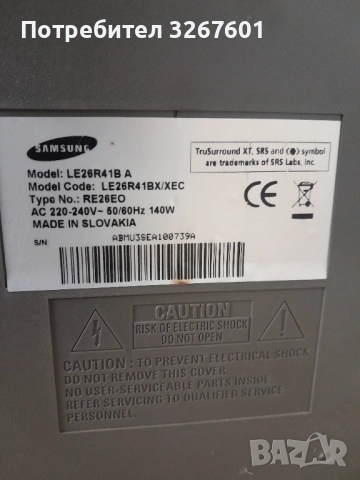 Потребител 3267601
SAMSUNG
Model: LE26R41B A
Model Code: LE26R41BX/XEC
Type No.: RE26EO
AC 220-240V~ 50/60Hz 140W
MADE IN SLOVAKIA
S/N ABMU3SEA100739A
TruSurround XT, SRS and (●) symbol
are trademarks of SRS Labs, Inc.
CE
CAUTION
RISK OF ELECTRIC SHOCK
DO NOT OPEN
CAUTION : TO PREVENT ELECTRICAL SHOCK,
DO NOT REMOVE THIS COVER.
NO USER-SERVICEABLE PARTS INSIDE
REFER SERVICING TO QUALIFIED SERVICE
PERSONNEL.
BAZAR